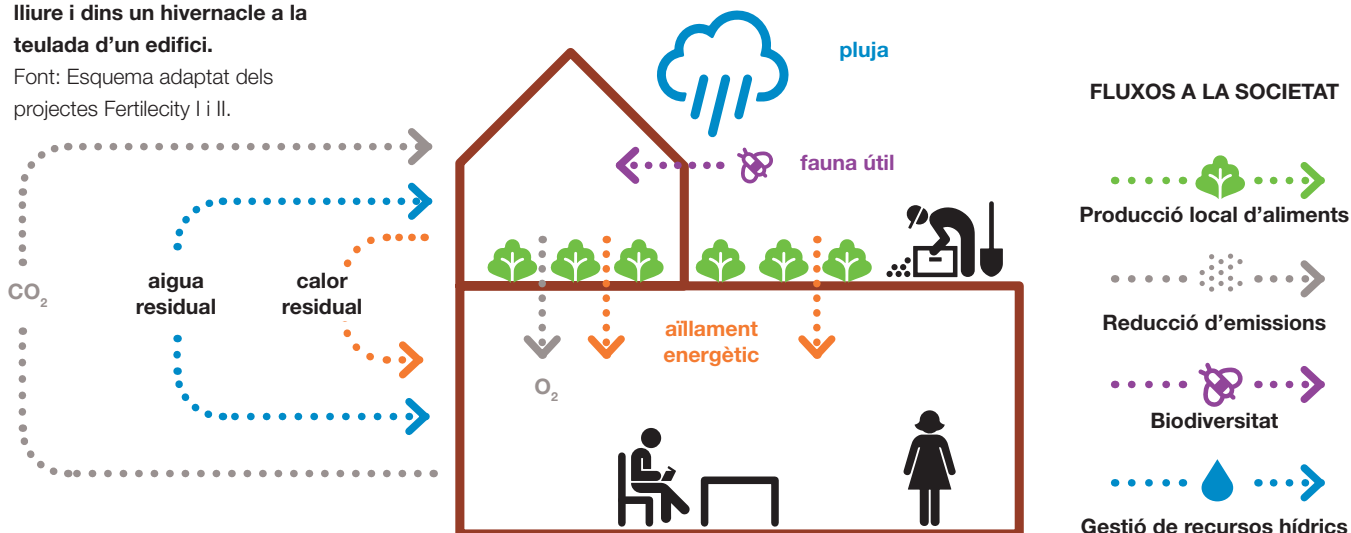 lliure i dins un hivernacle a la
teulada d'un edifici.
Font: Esquema adaptat dels
projectes Fertilecity I i II.
pluja
fauna útil
CO₂
aigua
residual
calor
residual
aïllament
energètic
O₂
FLUXOS A LA SOCIETAT
Producció local d'aliments
Reducció d'emissions
Biodiversitat
Gestió de recursos hídrics